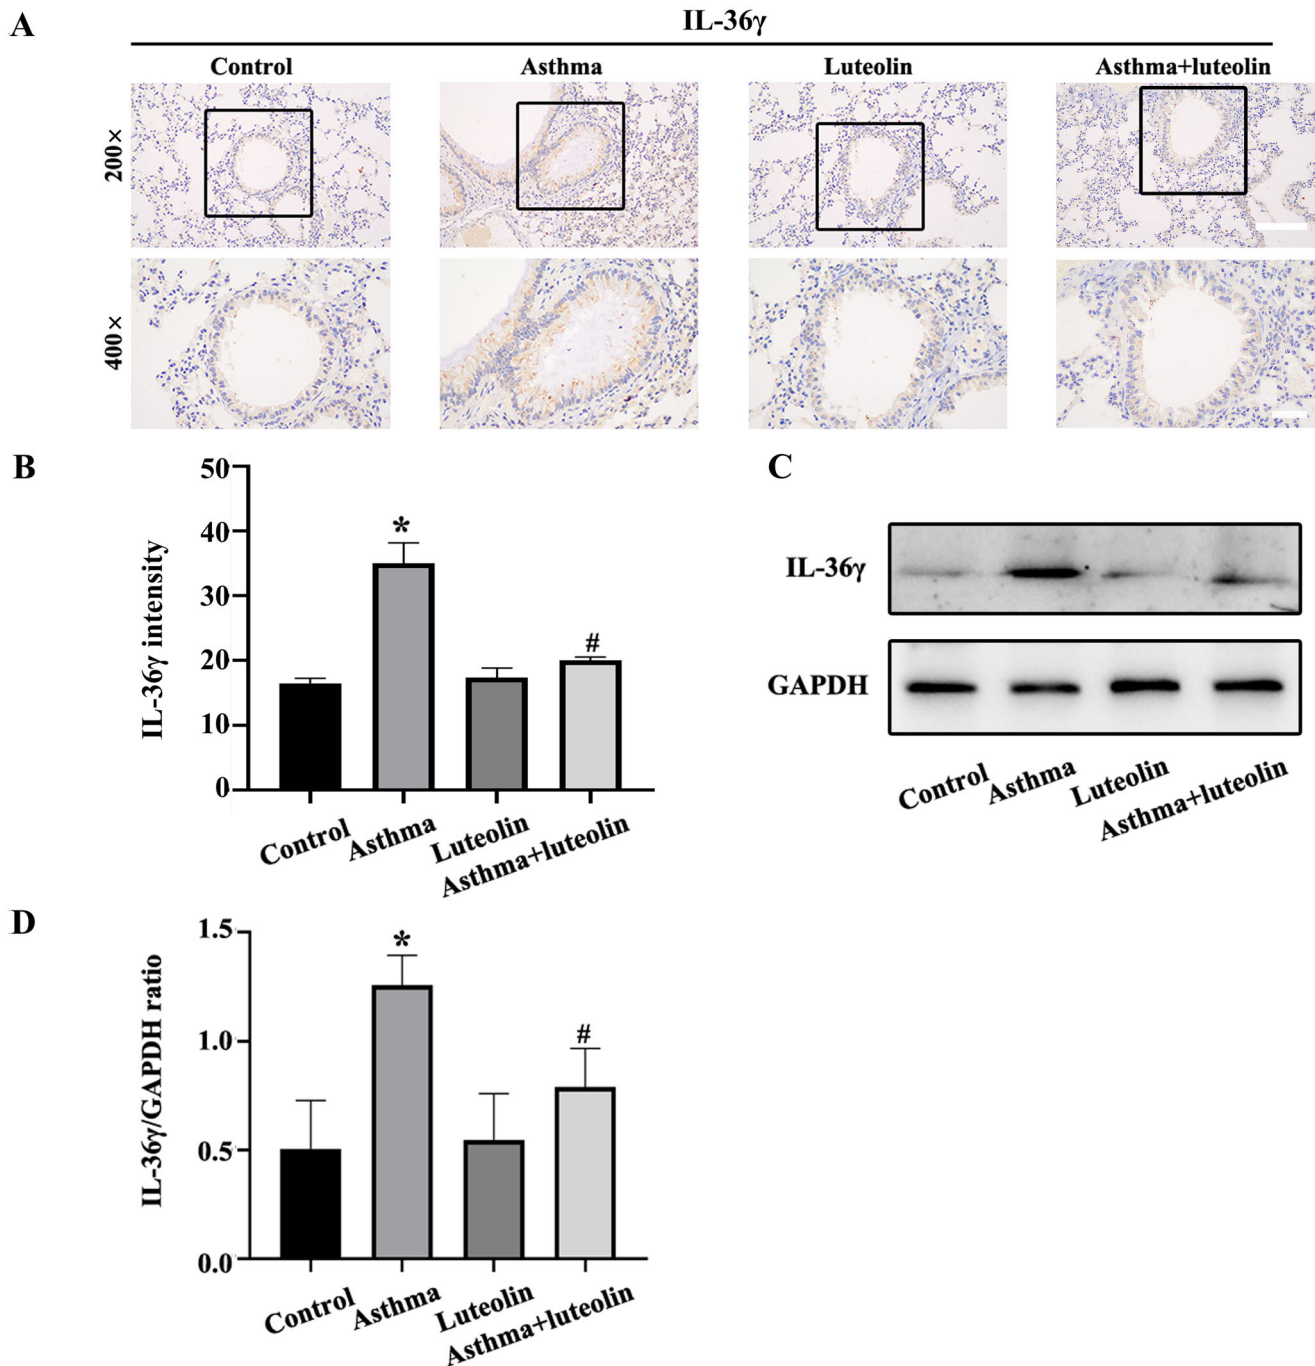 A
IL-36γ
Control Asthma Luteolin Asthma+luteolin
200×
400×
B
50
40
30
20
10
0
IL-36γ intensity
*
#
Control Asthma Luteolin Asthma+luteolin
C
IL-36γ
GAPDH
Control Asthma Luteolin Asthma+luteolin
D
1.5
1.0
0.5
0.0
IL-36γ/GAPDH ratio
*
#
Control Asthma Luteolin Asthma+luteolin